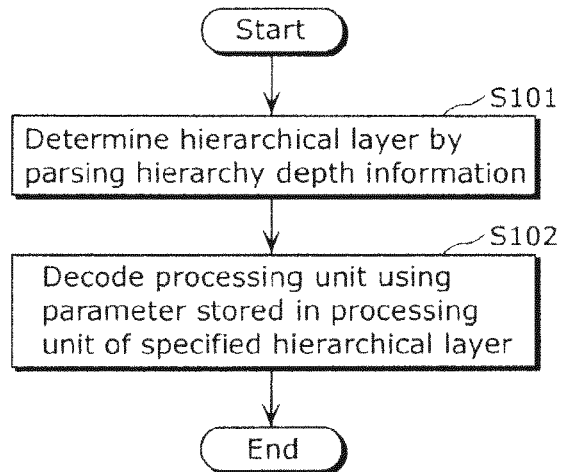 Start
S101
Determine hierarchical layer by
parsing hierarchy depth information
S102
Decode processing unit using
parameter stored in processing
unit of specified hierarchical layer
End